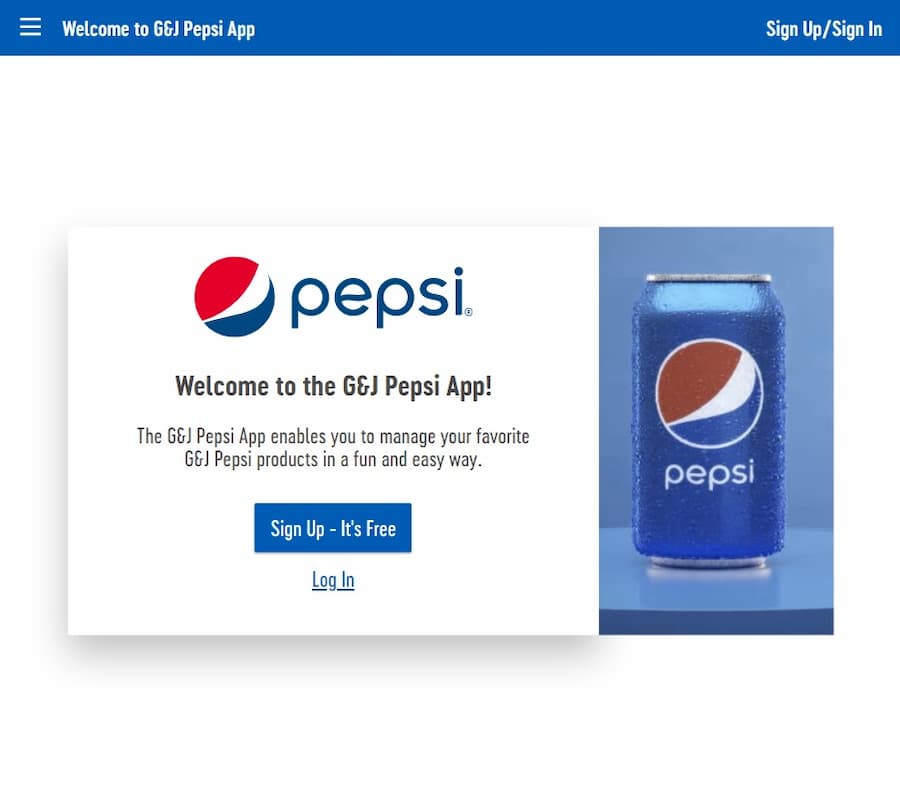 Welcome to G&J Pepsi App
Sign Up/Sign In
pepsi®
Welcome to the G&J Pepsi App!
The G&J Pepsi App enables you to manage your favorite
G&J Pepsi products in a fun and easy way.
Sign Up - It's Free
Log In
pepsi